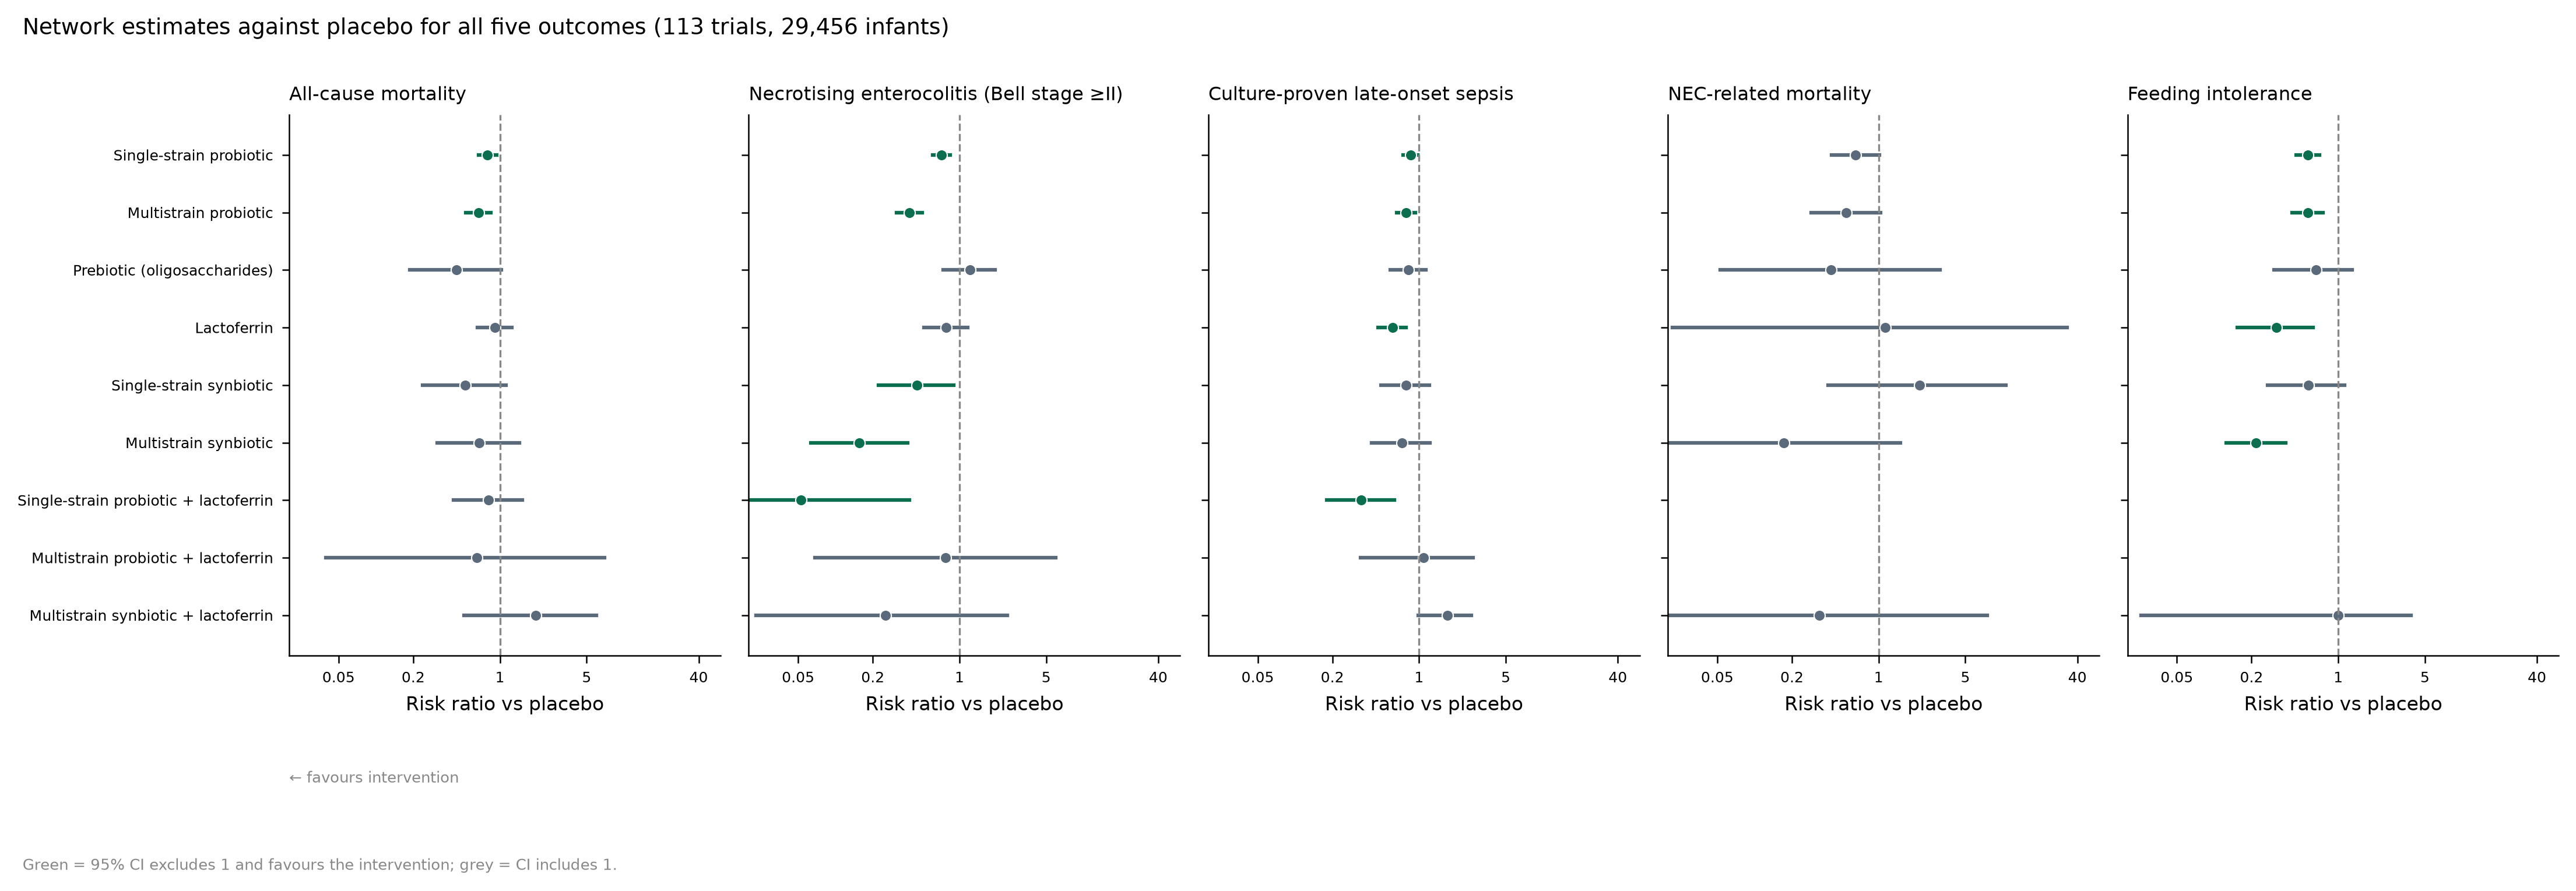 Network estimates against placebo for all five outcomes (113 trials, 29,456 infants)
All-cause mortality
Necrotising enterocolitis (Bell stage ≥II)
Culture-proven late-onset sepsis
NEC-related mortality
Feeding intolerance
Single-strain probiotic
Multistrain probiotic
Prebiotic (oligosaccharides)
Lactoferrin
Single-strain synbiotic
Multistrain synbiotic
Single-strain probiotic + lactoferrin
Multistrain probiotic + lactoferrin
Multistrain synbiotic + lactoferrin
0.05 0.2 1 5 40
0.05 0.2 1 5 40
0.05 0.2 1 5 40
0.05 0.2 1 5 40
0.05 0.2 1 5 40
Risk ratio vs placebo
Risk ratio vs placebo
Risk ratio vs placebo
Risk ratio vs placebo
Risk ratio vs placebo
← favours intervention
Green = 95% CI excludes 1 and favours the intervention; grey = CI includes 1.